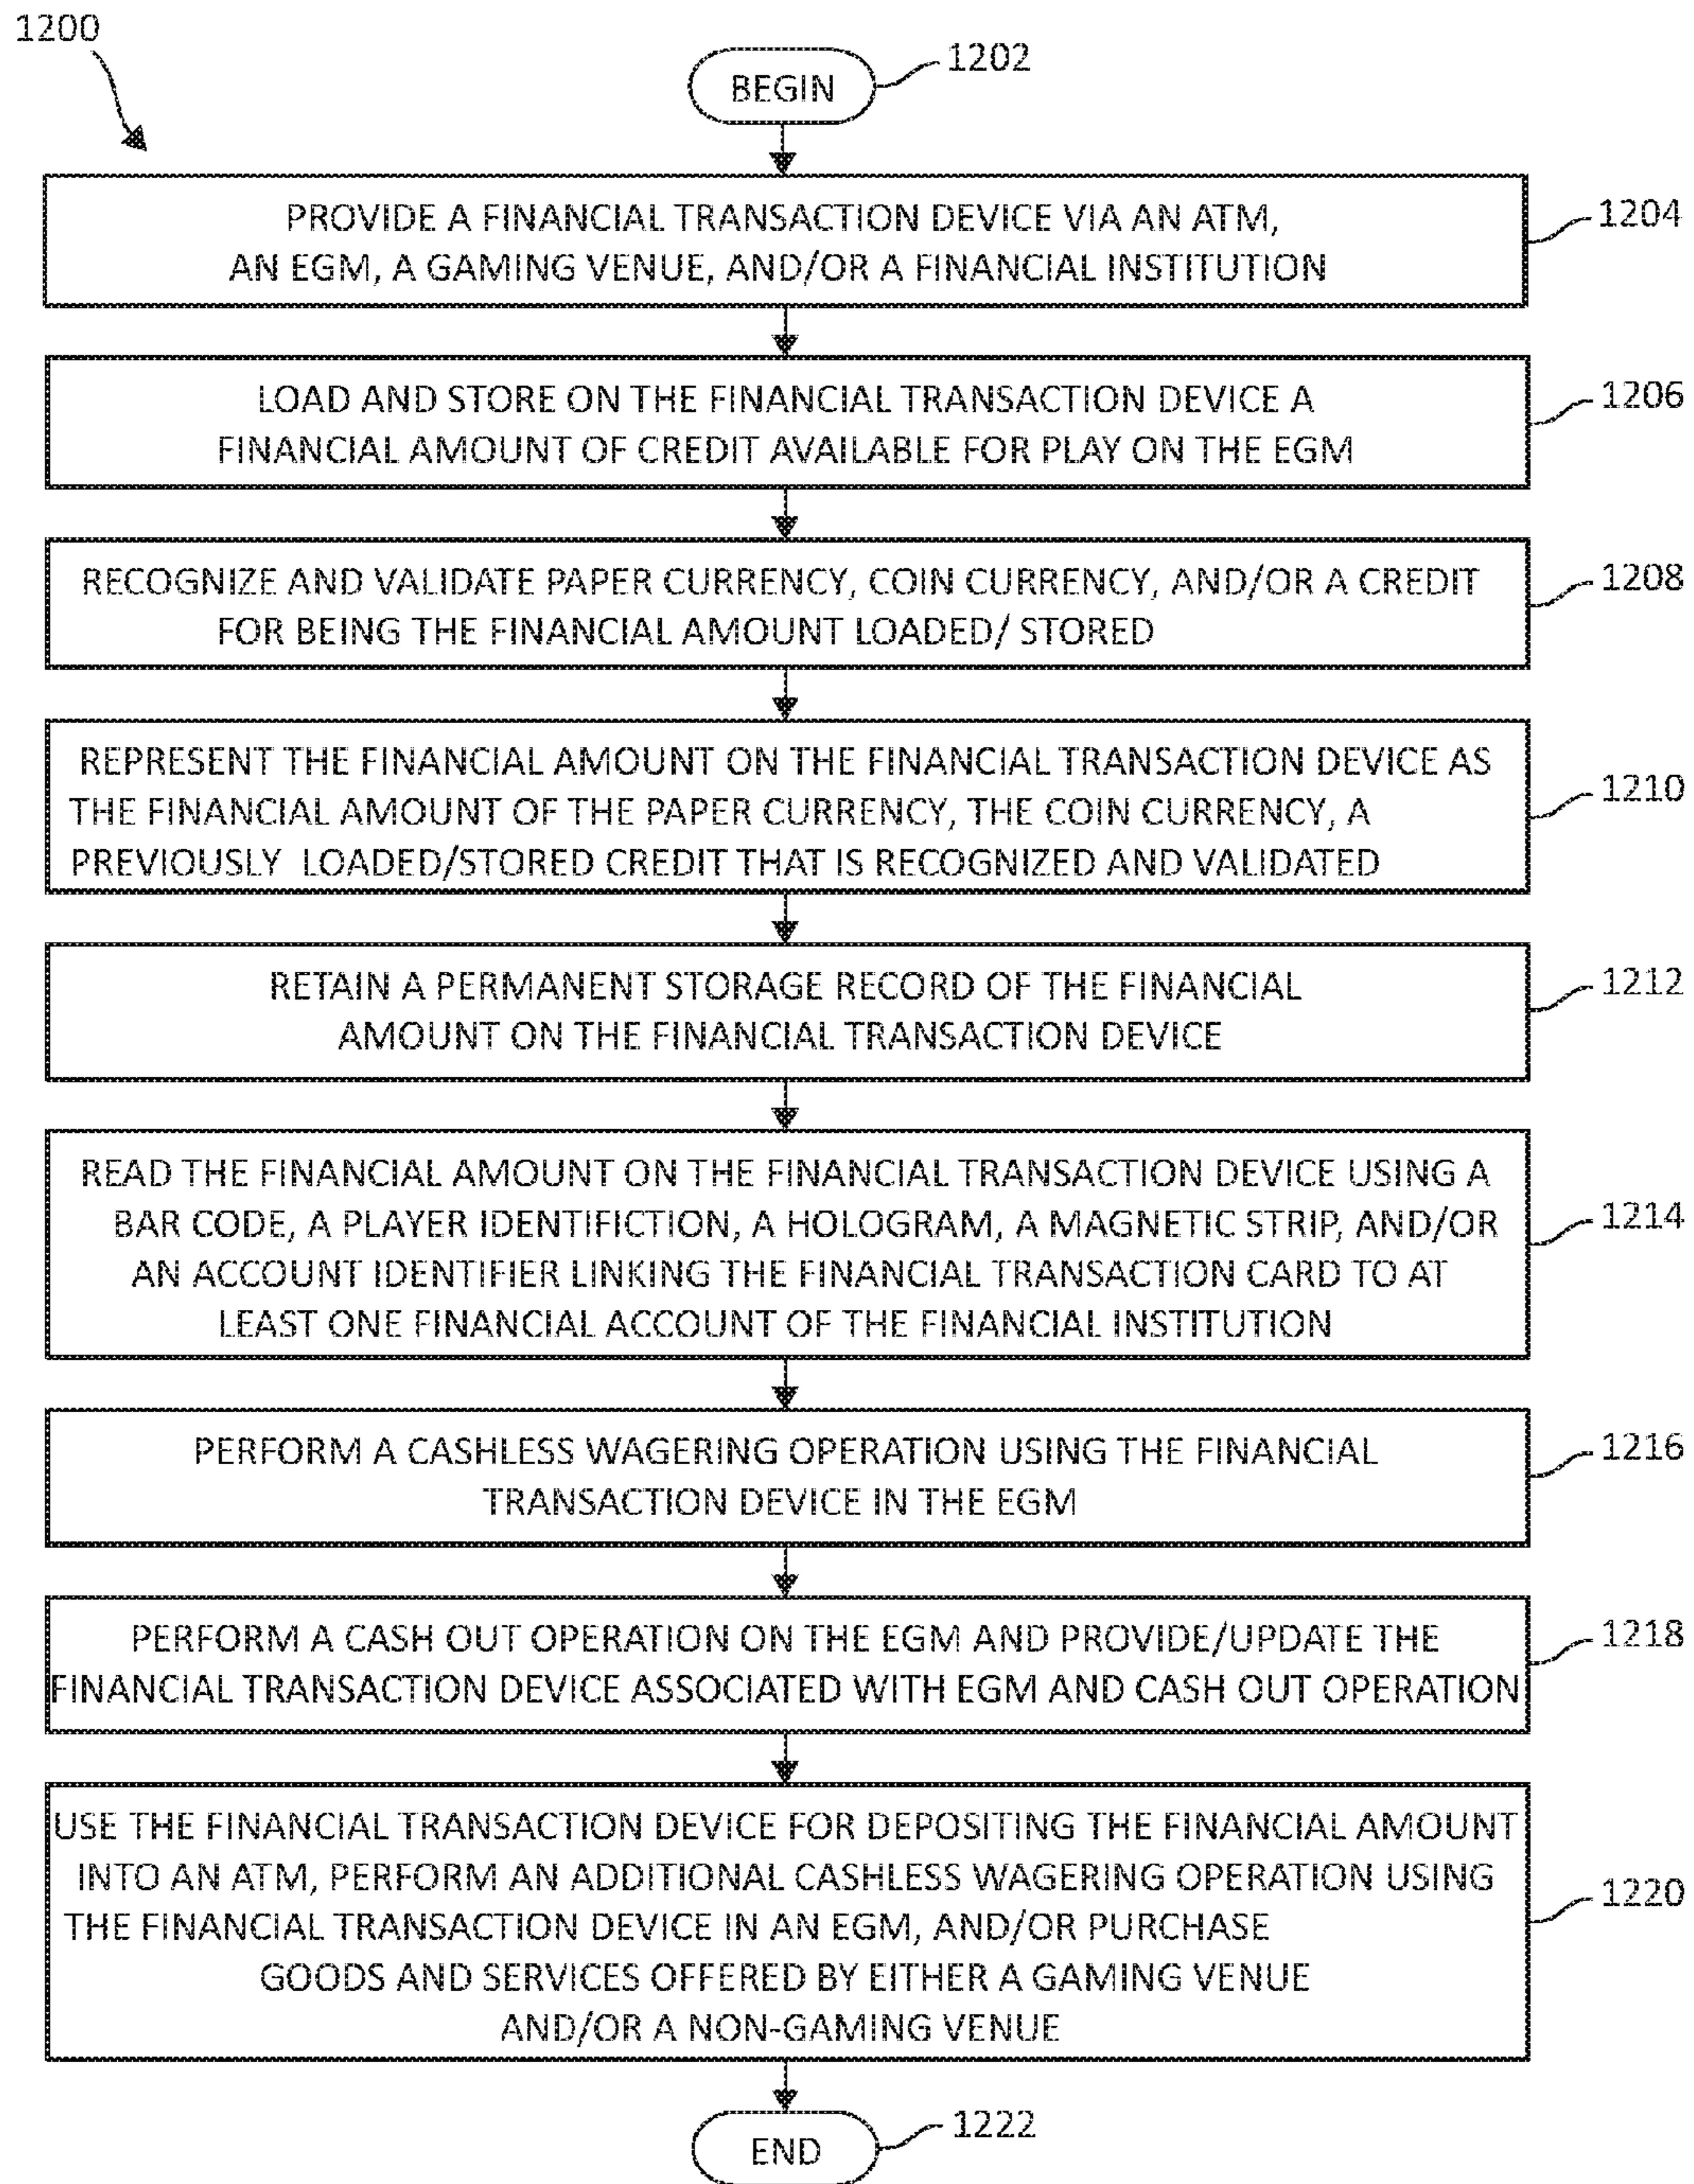 1200
BEGIN
1202
PROVIDE A FINANCIAL TRANSACTION DEVICE VIA AN ATM,
AN EGM, A GAMING VENUE, AND/OR A FINANCIAL INSTITUTION
1204
LOAD AND STORE ON THE FINANCIAL TRANSACTION DEVICE A
FINANCIAL AMOUNT OF CREDIT AVAILABLE FOR PLAY ON THE EGM
1206
RECOGNIZE AND VALIDATE PAPER CURRENCY, COIN CURRENCY, AND/OR A CREDIT
FOR BEING THE FINANCIAL AMOUNT LOADED/ STORED
1208
REPRESENT THE FINANCIAL AMOUNT ON THE FINANCIAL TRANSACTION DEVICE AS
THE FINANCIAL AMOUNT OF THE PAPER CURRENCY, THE COIN CURRENCY, A
PREVIOUSLY LOADED/STORED CREDIT THAT IS RECOGNIZED AND VALIDATED
1210
RETAIN A PERMANENT STORAGE RECORD OF THE FINANCIAL
AMOUNT ON THE FINANCIAL TRANSACTION DEVICE
1212
READ THE FINANCIAL AMOUNT ON THE FINANCIAL TRANSACTION DEVICE USING A
BAR CODE, A PLAYER IDENTIFICTION, A HOLOGRAM, A MAGNETIC STRIP, AND/OR
AN ACCOUNT IDENTIFIER LINKING THE FINANCIAL TRANSACTION CARD TO AT
LEAST ONE FINANCIAL ACCOUNT OF THE FINANCIAL INSTITUTION
1214
PERFORM A CASHLESS WAGERING OPERATION USING THE FINANCIAL
TRANSACTION DEVICE IN THE EGM
1216
PERFORM A CASH OUT OPERATION ON THE EGM AND PROVIDE/UPDATE THE
FINANCIAL TRANSACTION DEVICE ASSOCIATED WITH EGM AND CASH OUT OPERATION
1218
USE THE FINANCIAL TRANSACTION DEVICE FOR DEPOSITING THE FINANCIAL AMOUNT
INTO AN ATM, PERFORM AN ADDITIONAL CASHLESS WAGERING OPERATION USING
THE FINANCIAL TRANSACTION DEVICE IN AN EGM, AND/OR PURCHASE
GOODS AND SERVICES OFFERED BY EITHER A GAMING VENUE
AND/OR A NON-GAMING VENUE
1220
END
1222